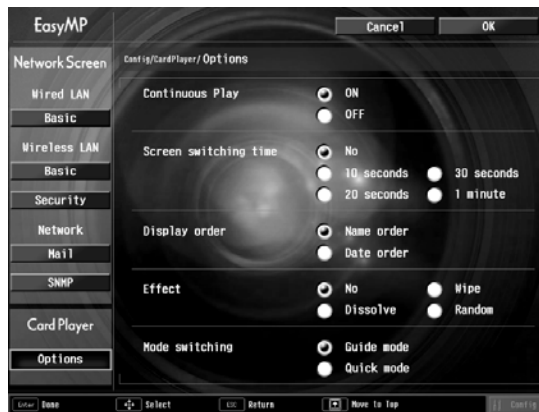 EasyMP
Cancel
OK
Network Screen
Config/CardPlayer/Options
Wired LAN
Basic
Wireless LAN
Basic
Security
Network
Mail
SNMP
Card Player
Options
Continuous Play
ON
OFF
Screen switching time
No
10 seconds
30 seconds
20 seconds
1 minute
Display order
Name order
Date order
Effect
No
Wipe
Dissolve
Random
Mode switching
Guide mode
Quick mode
Enter Done
Select
ESC Return
Move to Top
Config